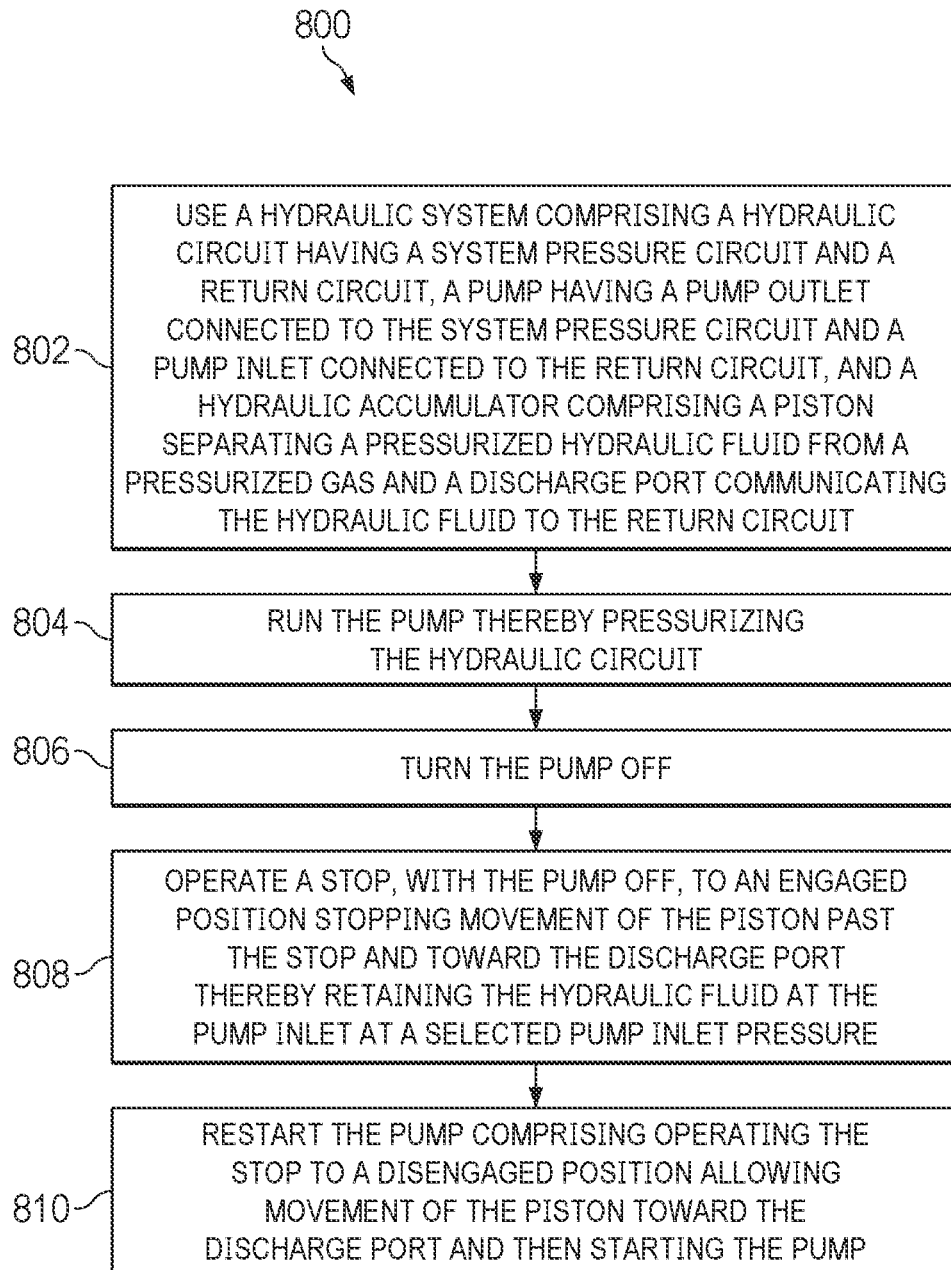 800
802
USE A HYDRAULIC SYSTEM COMPRISING A HYDRAULIC
CIRCUIT HAVING A SYSTEM PRESSURE CIRCUIT AND A
RETURN CIRCUIT, A PUMP HAVING A PUMP OUTLET
CONNECTED TO THE SYSTEM PRESSURE CIRCUIT AND A
PUMP INLET CONNECTED TO THE RETURN CIRCUIT, AND A
HYDRAULIC ACCUMULATOR COMPRISING A PISTON
SEPARATING A PRESSURIZED HYDRAULIC FLUID FROM A
PRESSURIZED GAS AND A DISCHARGE PORT COMMUNICATING
THE HYDRAULIC FLUID TO THE RETURN CIRCUIT
804
RUN THE PUMP THEREBY PRESSURIZING
THE HYDRAULIC CIRCUIT
806
TURN THE PUMP OFF
808
OPERATE A STOP, WITH THE PUMP OFF, TO AN ENGAGED
POSITION STOPPING MOVEMENT OF THE PISTON PAST
THE STOP AND TOWARD THE DISCHARGE PORT
THEREBY RETAINING THE HYDRAULIC FLUID AT THE
PUMP INLET AT A SELECTED PUMP INLET PRESSURE
810
RESTART THE PUMP COMPRISING OPERATING THE
STOP TO A DISENGAGED POSITION ALLOWING
MOVEMENT OF THE PISTON TOWARD THE
DISCHARGE PORT AND THEN STARTING THE PUMP